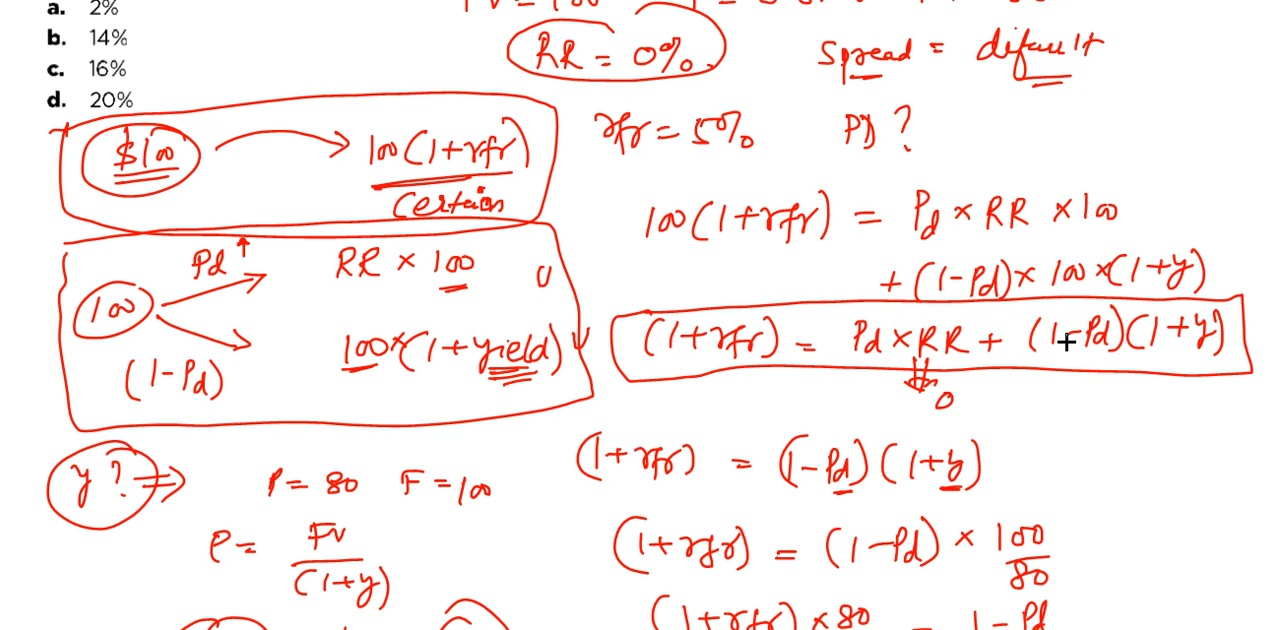 a. 2%
b. 14%
c. 16%
d. 20%
RR = 0%
Spread = difault
$100 → 100(1+rfr)
Certain
rfr = 5% PD ?
100(1+rfr) = Pd × RR × 100
+ (1-Pd) × 100 × (1+y)
Pd ↑ RR × 100
100
(1-Pd) 100×(1+yield)
(1+rfr) = Pd × RR + (1-Pd)(1+y)
0
y ? ⇒ P = 80 F = 100
P = FV
(1+y)
(1+rfr) = (1-Pd)(1+y)
(1+rfr) = (1-Pd) × 100
80
(1+rfr) × 80 = 1-Pd